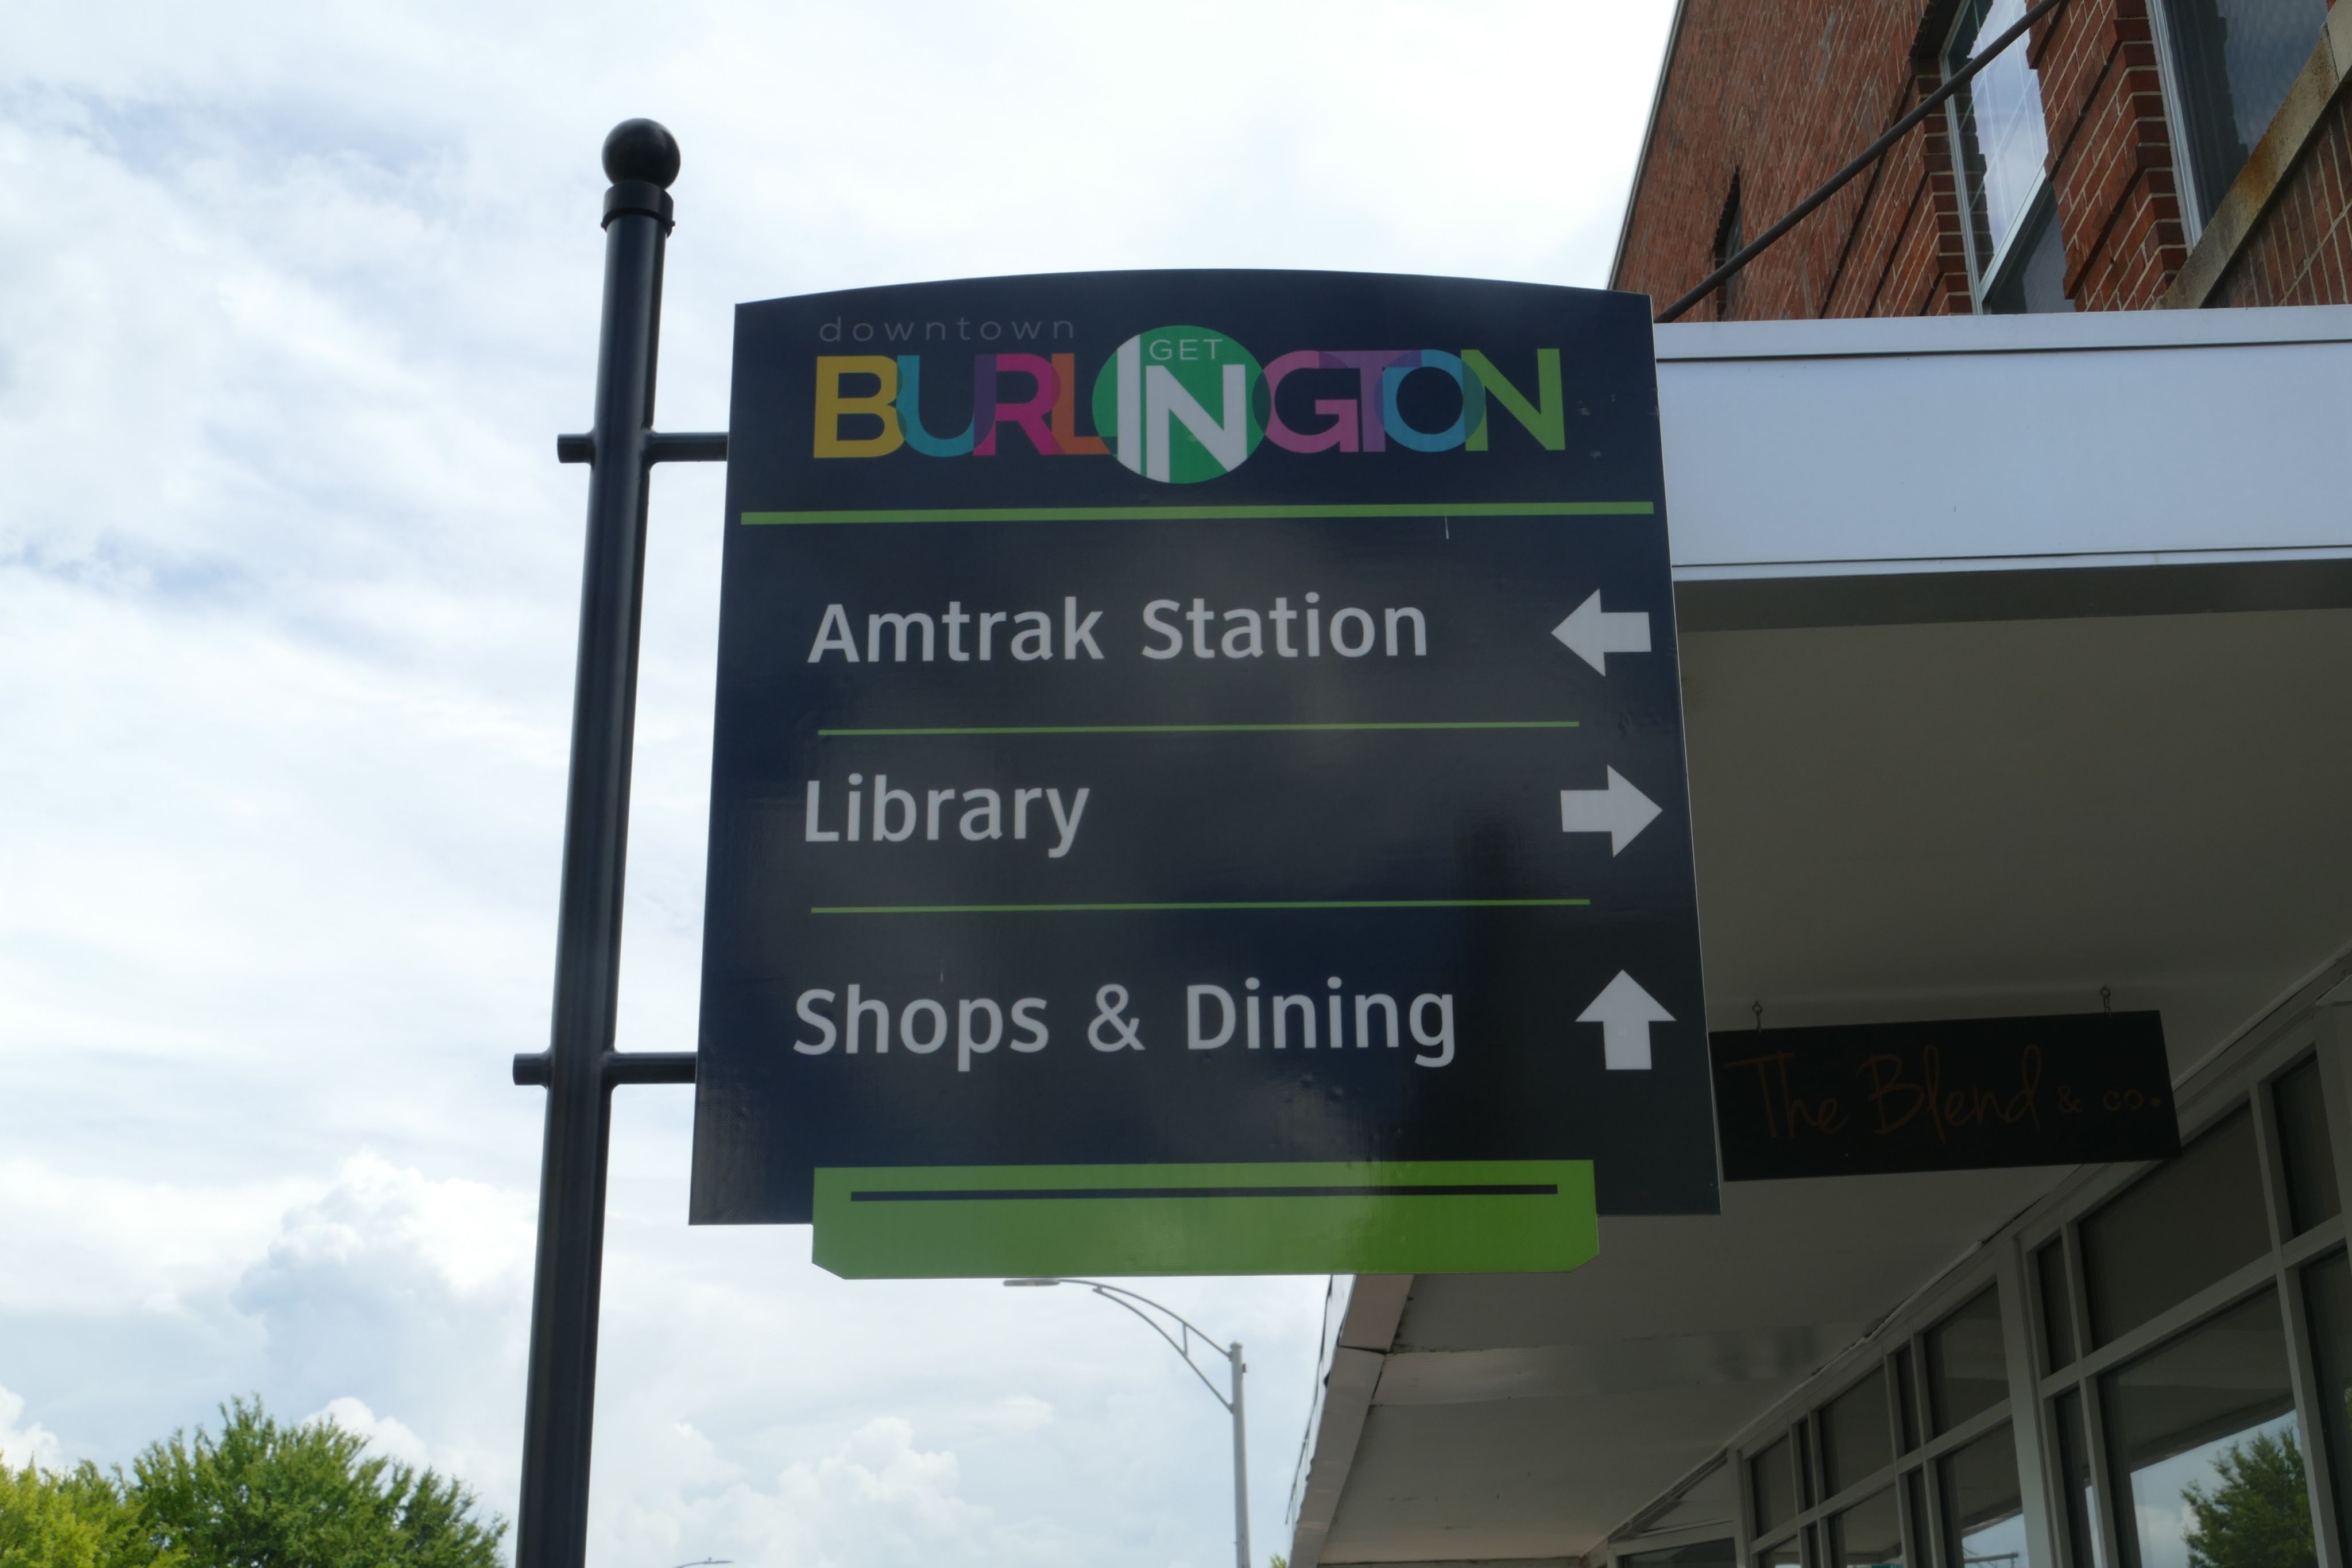 downtown
GET
BURLINGTON
Amtrak Station
Library
Shops & Dining
The Blend & co.